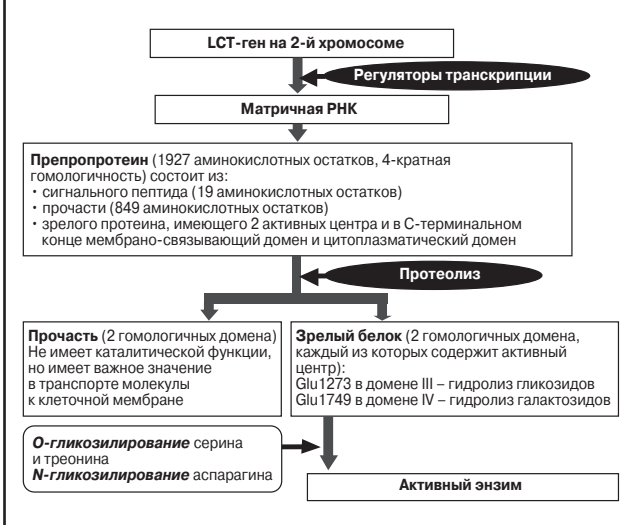 LCT-ген на 2-й хромосоме
Регуляторы транскрипции
Матричная РНК
Препропротеин (1927 аминокислотных остатков, 4-кратная
гомологичность) состоит из:
• сигнального пептида (19 аминокислотных остатков)
• прочасти (849 аминокислотных остатков)
• зрелого протеина, имеющего 2 активных центра и в С-терминальном
конце мембрано-связывающий домен и цитоплазматический домен
Протеолиз
Прочасть (2 гомологичных домена)
Не имеет каталитической функции,
но имеет важное значение
в транспорте молекулы
к клеточной мембране
Зрелый белок (2 гомологичных домена,
каждый из которых содержит активный
центр):
Glu1273 в домене III – гидролиз гликозидов
Glu1749 в домене IV – гидролиз галактозидов
О-гликозилирование серина
и треонина
N-гликозилирование аспарагина
Активный энзим